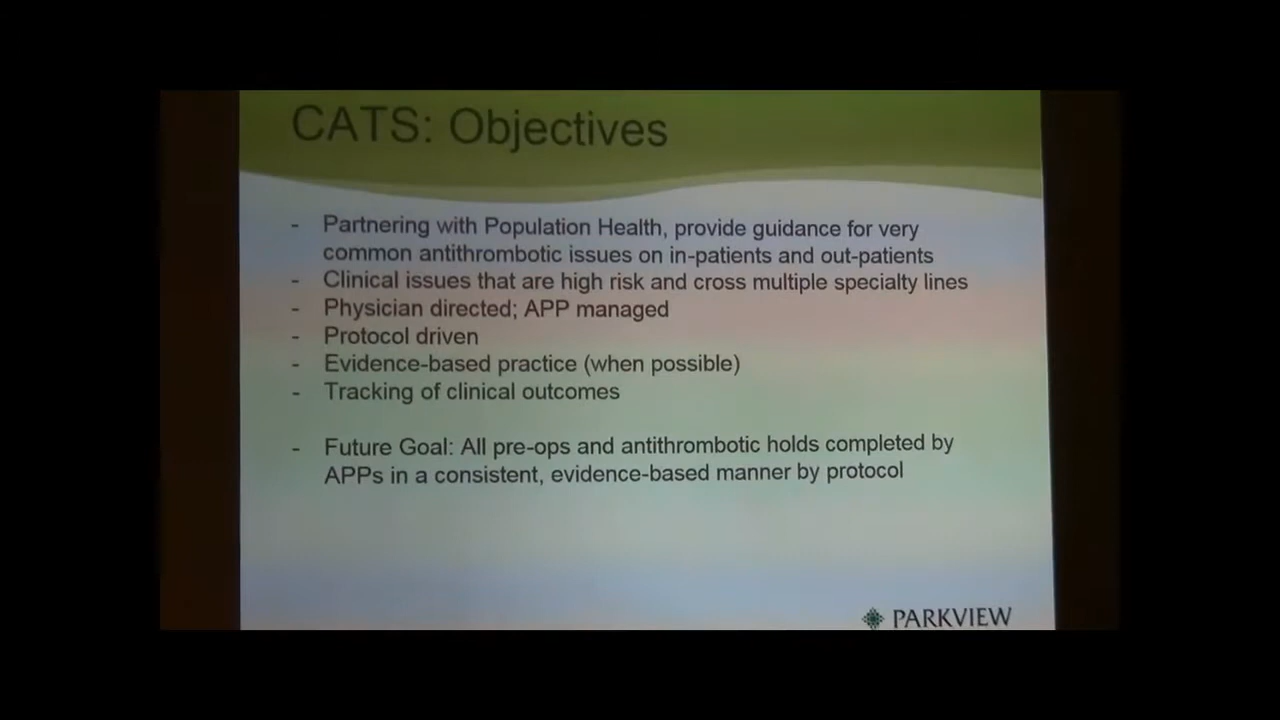 CATS: Objectives
- Partnering with Population Health, provide guidance for very
common antithrombotic issues on in-patients and out-patients
- Clinical issues that are high risk and cross multiple specialty lines
- Physician directed; APP managed
- Protocol driven
- Evidence-based practice (when possible)
- Tracking of clinical outcomes
- Future Goal: All pre-ops and antithrombotic holds completed by
APPs in a consistent, evidence-based manner by protocol
PARKVIEW